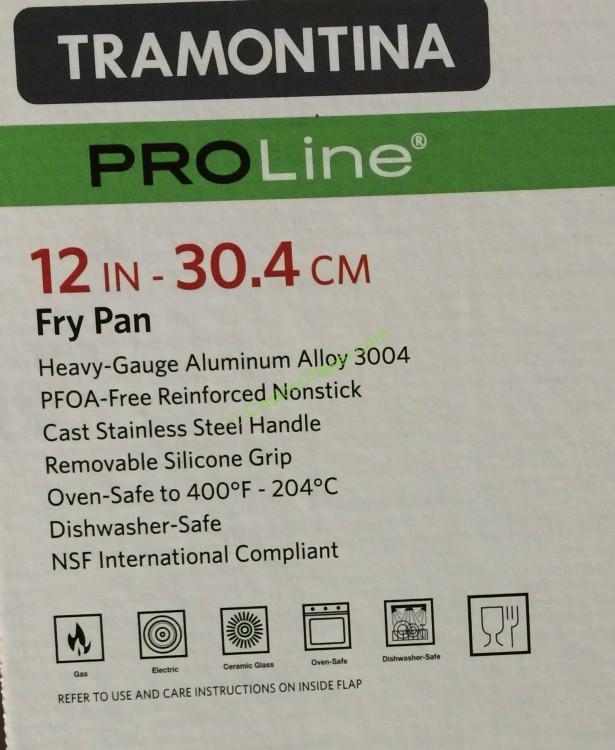 TRAMONTINA
PROLine®
12 IN - 30.4 CM
Fry Pan
Heavy-Gauge Aluminum Alloy 3004
PFOA-Free Reinforced Nonstick
Cast Stainless Steel Handle
Removable Silicone Grip
Oven-Safe to 400ºF - 204ºC
Dishwasher-Safe
NSF International Compliant
Gas Electric Ceramic Glass Oven-Safe Dishwasher-Safe
REFER TO USE AND CARE INSTRUCTIONS ON INSIDE FLAP